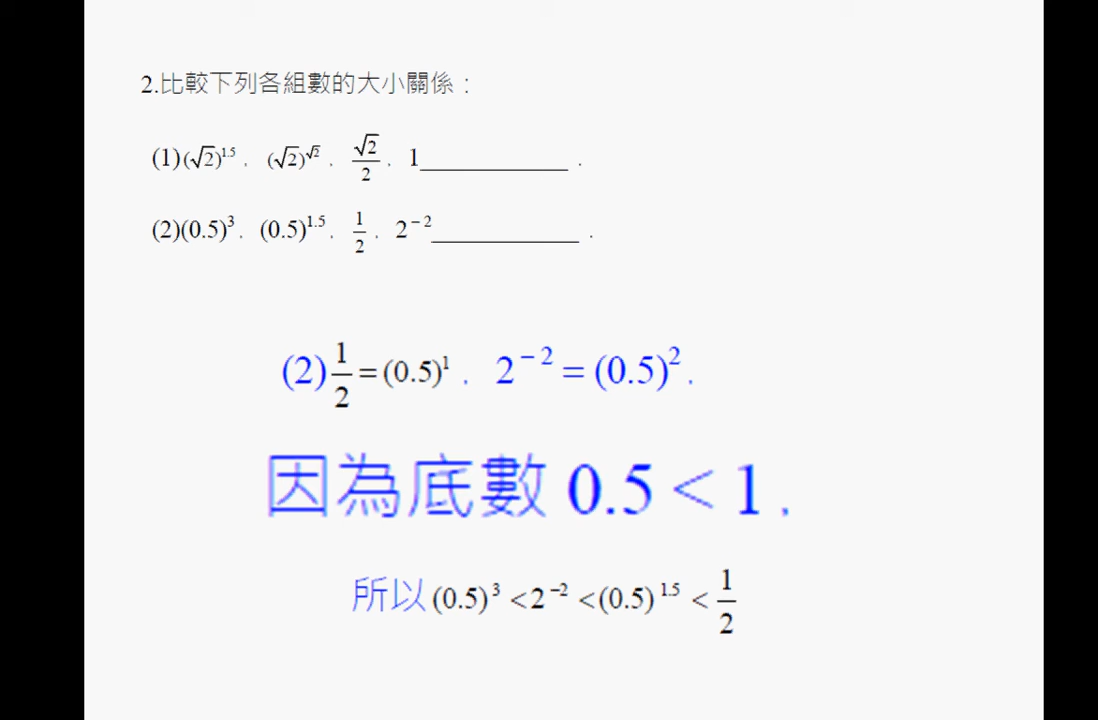 2.比較下列各組數的大小關係：
(1)(√2)^1.5 , (√2)^√2 , √2/2 , 1__________ .
(2)(0.5)^3 , (0.5)^1.5 , 1/2 , 2^−2__________ .
(2) 1/2 = (0.5)^1 , 2^−2 = (0.5)^2 .
因為底數 0.5 < 1 ,
所以 (0.5)^3 < 2^−2 < (0.5)^1.5 < 1/2